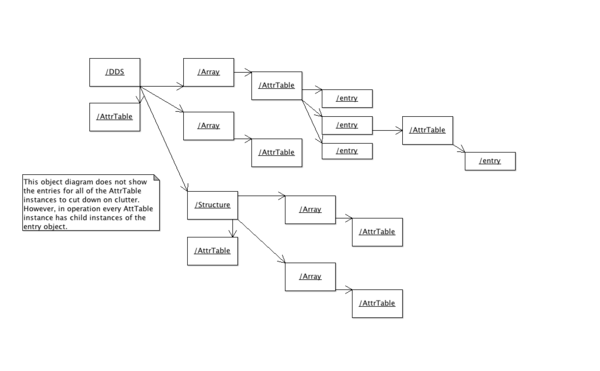 /DDS
/Array
/AttrTable
/entry
/AttrTable
/Array
/entry
/AttrTable
/entry
/AttrTable
/entry
This object diagram does not show
the entries for all of the AttrTable
instances to cut down on clutter.
However, in operation every AttTable
instance has child instances of the
entry object.
/Structure
/Array
/AttrTable
/AttrTable
/Array
/AttrTable